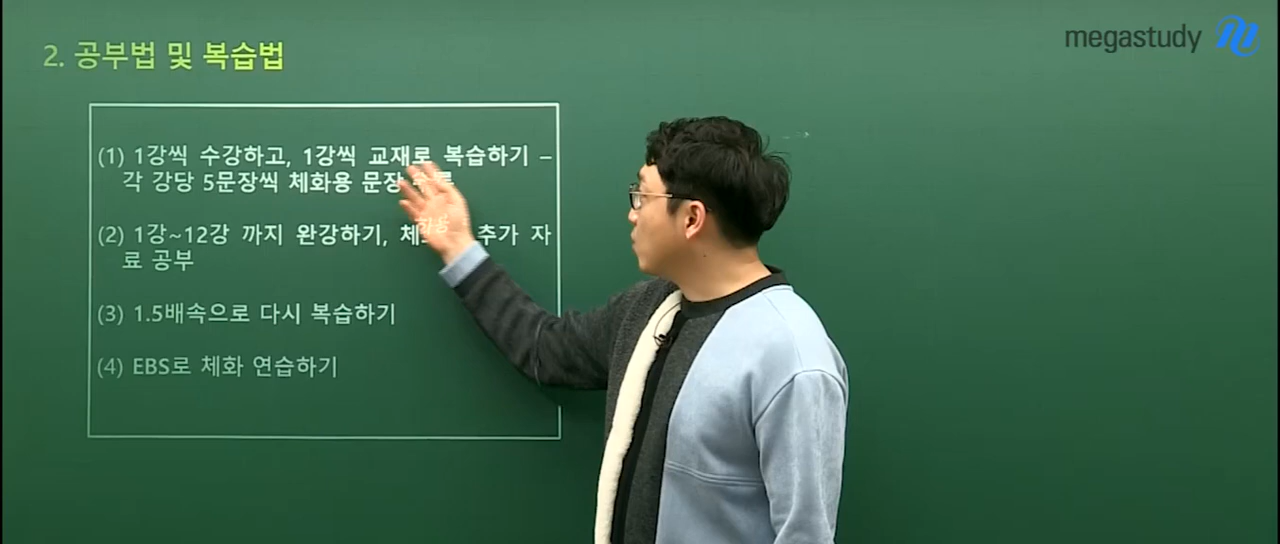 megastudy
2. 공부법 및 복습법
(1) 1강씩 수강하고, 1강씩 교재로 복습하기 –
각 강당 5문장씩 체화용 문장
(2) 1강~12강 까지 완강하기, 추가 자
료 공부
(3) 1.5배속으로 다시 복습하기
(4) EBS로 체화 연습하기